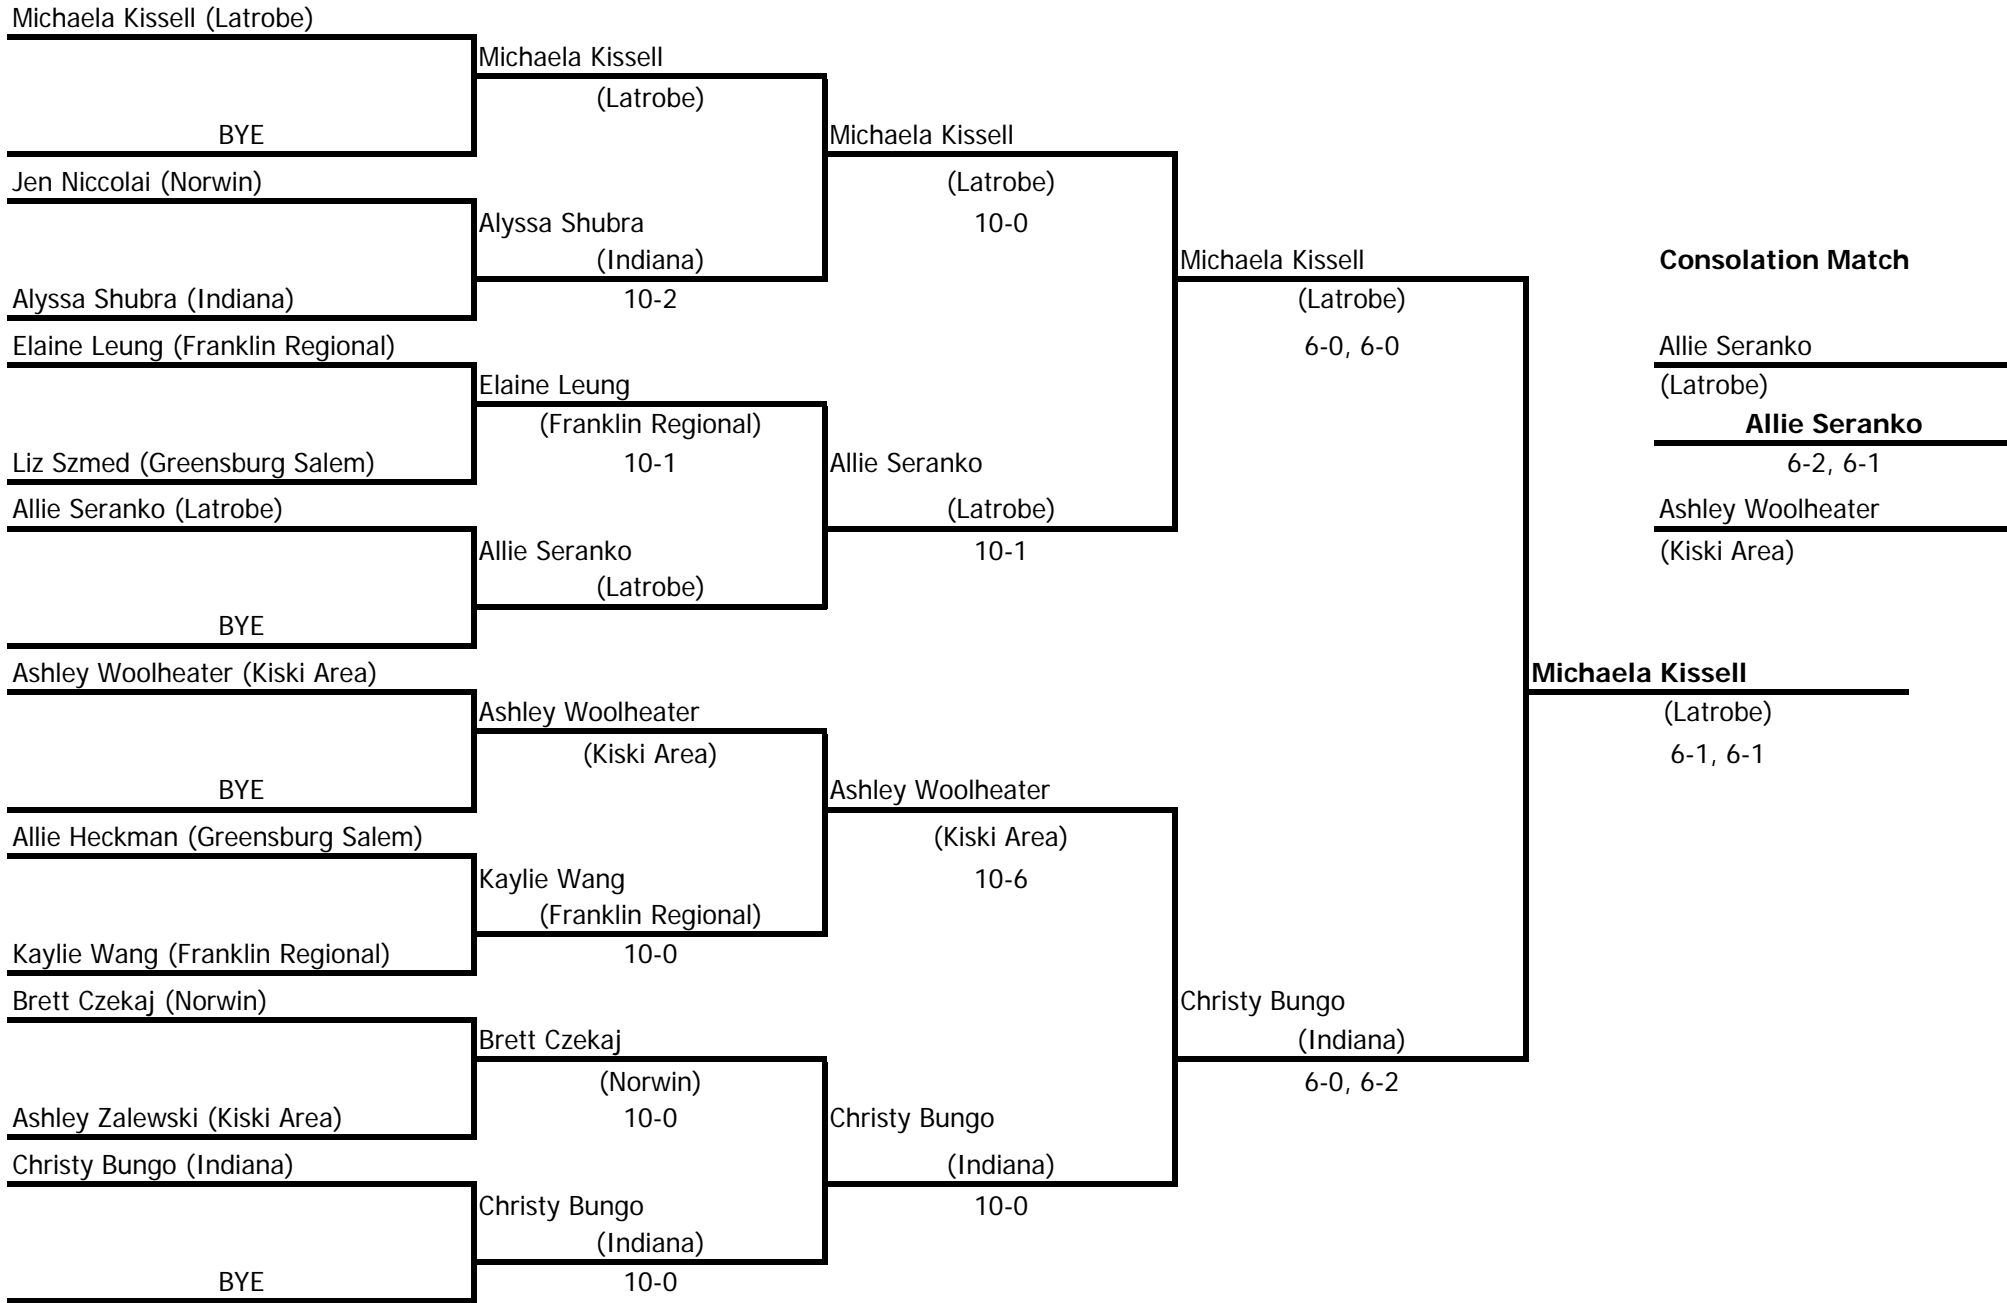 Michaela Kissell (Latrobe)
BYE
Jen Niccolai (Norwin)
Alyssa Shubra (Indiana)
Elaine Leung (Franklin Regional)
Liz Szmed (Greensburg Salem)
Allie Seranko (Latrobe)
BYE
Ashley Woolheater (Kiski Area)
BYE
Allie Heckman (Greensburg Salem)
Kaylie Wang (Franklin Regional)
Brett Czekaj (Norwin)
Ashley Zalewski (Kiski Area)
Christy Bungo (Indiana)
BYE
Michaela Kissell
(Latrobe)
Alyssa Shubra
(Indiana)
10-2
Elaine Leung
(Franklin Regional)
10-1
Allie Seranko
(Latrobe)
Ashley Woolheater
(Kiski Area)
Kaylie Wang
(Franklin Regional)
10-0
Brett Czekaj
(Norwin)
10-0
Christy Bungo
(Indiana)
10-0
Michaela Kissell
(Latrobe)
10-0
Allie Seranko
(Latrobe)
10-1
Ashley Woolheater
(Kiski Area)
10-6
Christy Bungo
(Indiana)
10-0
Michaela Kissell
(Latrobe)
6-0, 6-0
Christy Bungo
(Indiana)
6-0, 6-2
Michaela Kissell
(Latrobe)
6-1, 6-1
Consolation Match
Allie Seranko
(Latrobe)
Allie Seranko
6-2, 6-1
Ashley Woolheater
(Kiski Area)